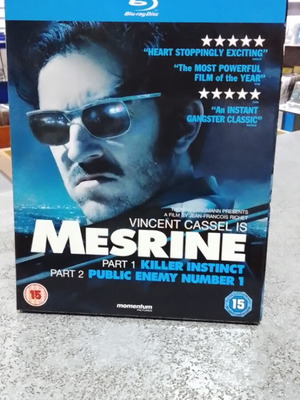 Blu-ray Disc
"HEART STOPPINGLY EXCITING"
"THE MOST POWERFUL
FILM OF THE YEAR"
"AN INSTANT
GANGSTER CLASSIC"
PRESENTS
A FILM BY JEAN-FRANÇOIS RICHET
VINCENT CASSEL IS
MESRINE
PART 1 KILLER INSTINCT
PART 2 PUBLIC ENEMY NUMBER 1
15
momentum
PICTURES
15